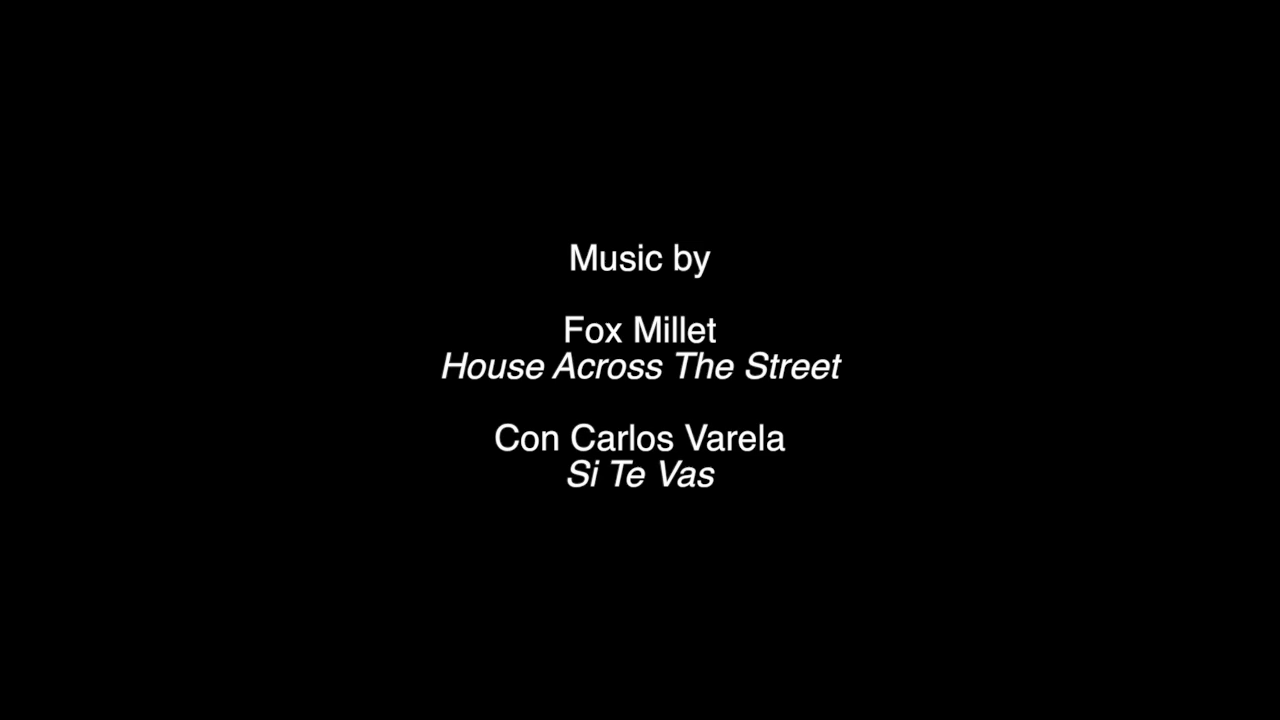 Music by
Fox Millet
House Across The Street
Con Carlos Varela
Si Te Vas